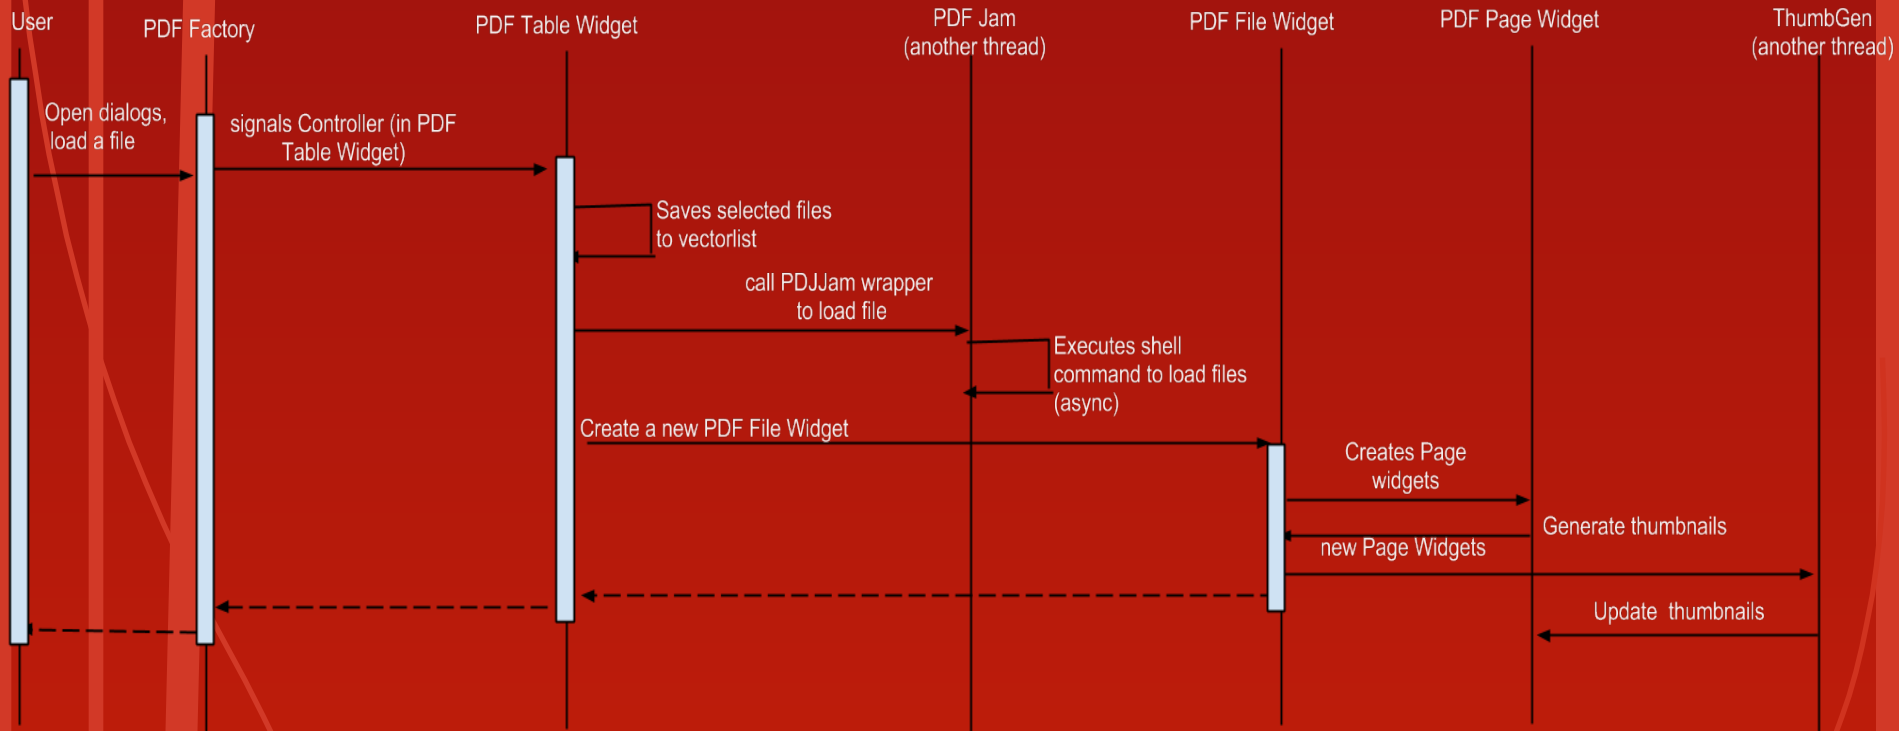 User
PDF Factory
PDF Table Widget
PDF Jam
(another thread)
PDF File Widget
PDF Page Widget
ThumbGen
(another thread)
Open dialogs,
load a file
signals Controller (in PDF
Table Widget)
Saves selected files
to vectorlist
call PDJJam wrapper
to load file
Executes shell
command to load files
(async)
Create a new PDF File Widget
Creates Page
widgets
Generate thumbnails
new Page Widgets
Update thumbnails